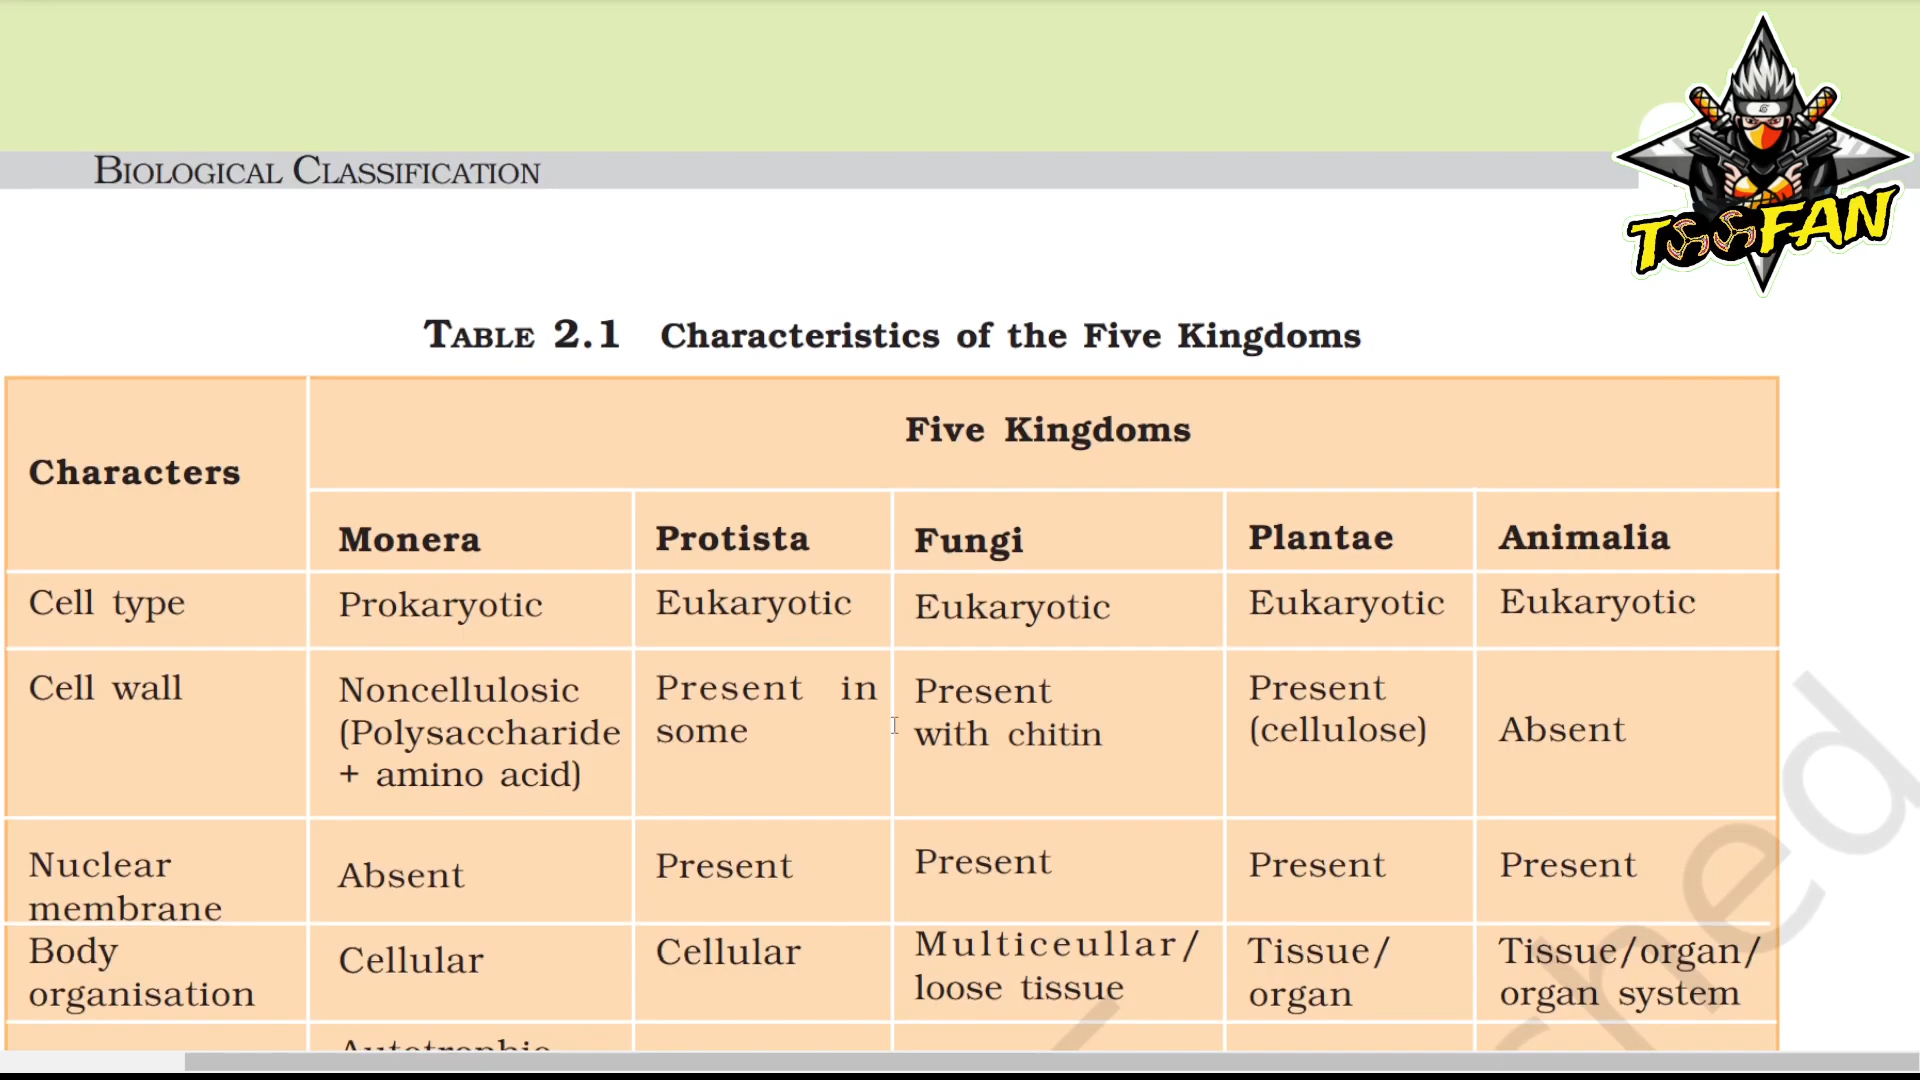 BIOLOGICAL CLASSIFICATION
TOOFAN
TABLE 2.1 Characteristics of the Five Kingdoms
Characters
Five Kingdoms
Monera Protista Fungi Plantae Animalia
Cell type Prokaryotic Eukaryotic Eukaryotic Eukaryotic Eukaryotic
Cell wall Noncellulosic Present in Present Present
(Polysaccharide some with chitin (cellulose) Absent
+ amino acid)
Nuclear Absent Present Present Present Present
membrane
Body Cellular Cellular Multiceullar/ Tissue/ Tissue/organ/
organisation loose tissue organ organ system
Autotrophic
hed